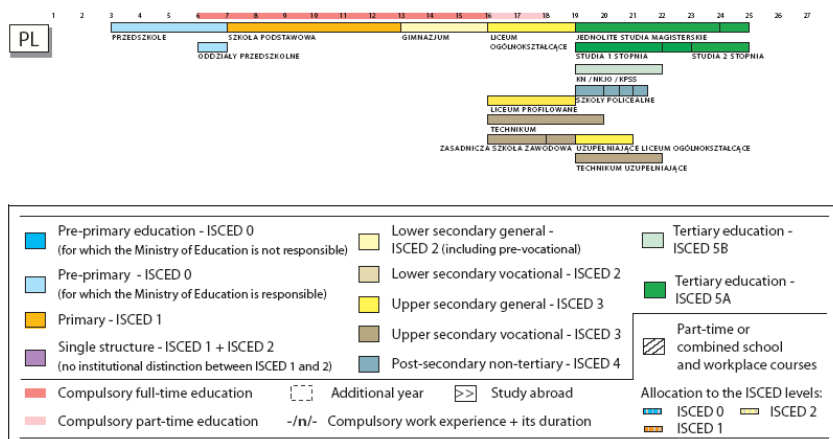 1 2 3 4 5 6 7 8 9 10 11 12 13 14 15 16 17 18 19 20 21 22 23 24 25 26 27
PL
PRZEDSZKOLE SZKOŁA PODSTAWOWA GIMNAZJUM LICEUM OGÓLNOKSZTAŁCĄCE JEDNOLITE STUDIA MAGISTERSKIE
ODDZIAŁY PRZEDSZKOLNE STUDIA 1 STOPNIA STUDIA 2 STOPNIA
KN / NKJO / KPSS
SZKOŁY POLICEALNE
LICEUM PROFILOWANE
TECHNIKUM
ZASADNICZA SZKOŁA ZAWODOWA UZUPEŁNIAJĄCE LICEUM OGÓLNOKSZTAŁCĄCE
TECHNIKUM UZUPEŁNIAJĄCE
Pre-primary education - ISCED 0
(for which the Ministry of Education is not responsible)
Pre-primary - ISCED 0
(for which the Ministry of Education is responsible)
Primary - ISCED 1
Single structure - ISCED 1 + ISCED 2
(no institutional distinction between ISCED 1 and 2)
Lower secondary general -
ISCED 2 (including pre-vocational)
Lower secondary vocational - ISCED 2
Upper secondary general - ISCED 3
Upper secondary vocational - ISCED 3
Post-secondary non-tertiary - ISCED 4
Tertiary education -
ISCED 5B
Tertiary education -
ISCED 5A
Part-time or
combined school
and workplace courses
Compulsory full-time education
Additional year
>> Study abroad
Compulsory part-time education
-/n/- Compulsory work experience + its duration
Allocation to the ISCED levels:
ISCED 0 ISCED 2
ISCED 1